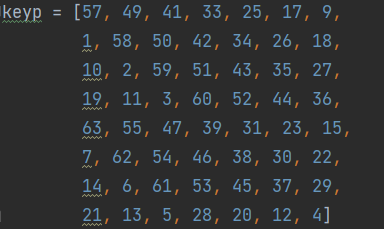 keyp = [57, 49, 41, 33, 25, 17, 9,
1, 58, 50, 42, 34, 26, 18,
10, 2, 59, 51, 43, 35, 27,
19, 11, 3, 60, 52, 44, 36,
63, 55, 47, 39, 31, 23, 15,
7, 62, 54, 46, 38, 30, 22,
14, 6, 61, 53, 45, 37, 29,
21, 13, 5, 28, 20, 12, 4]